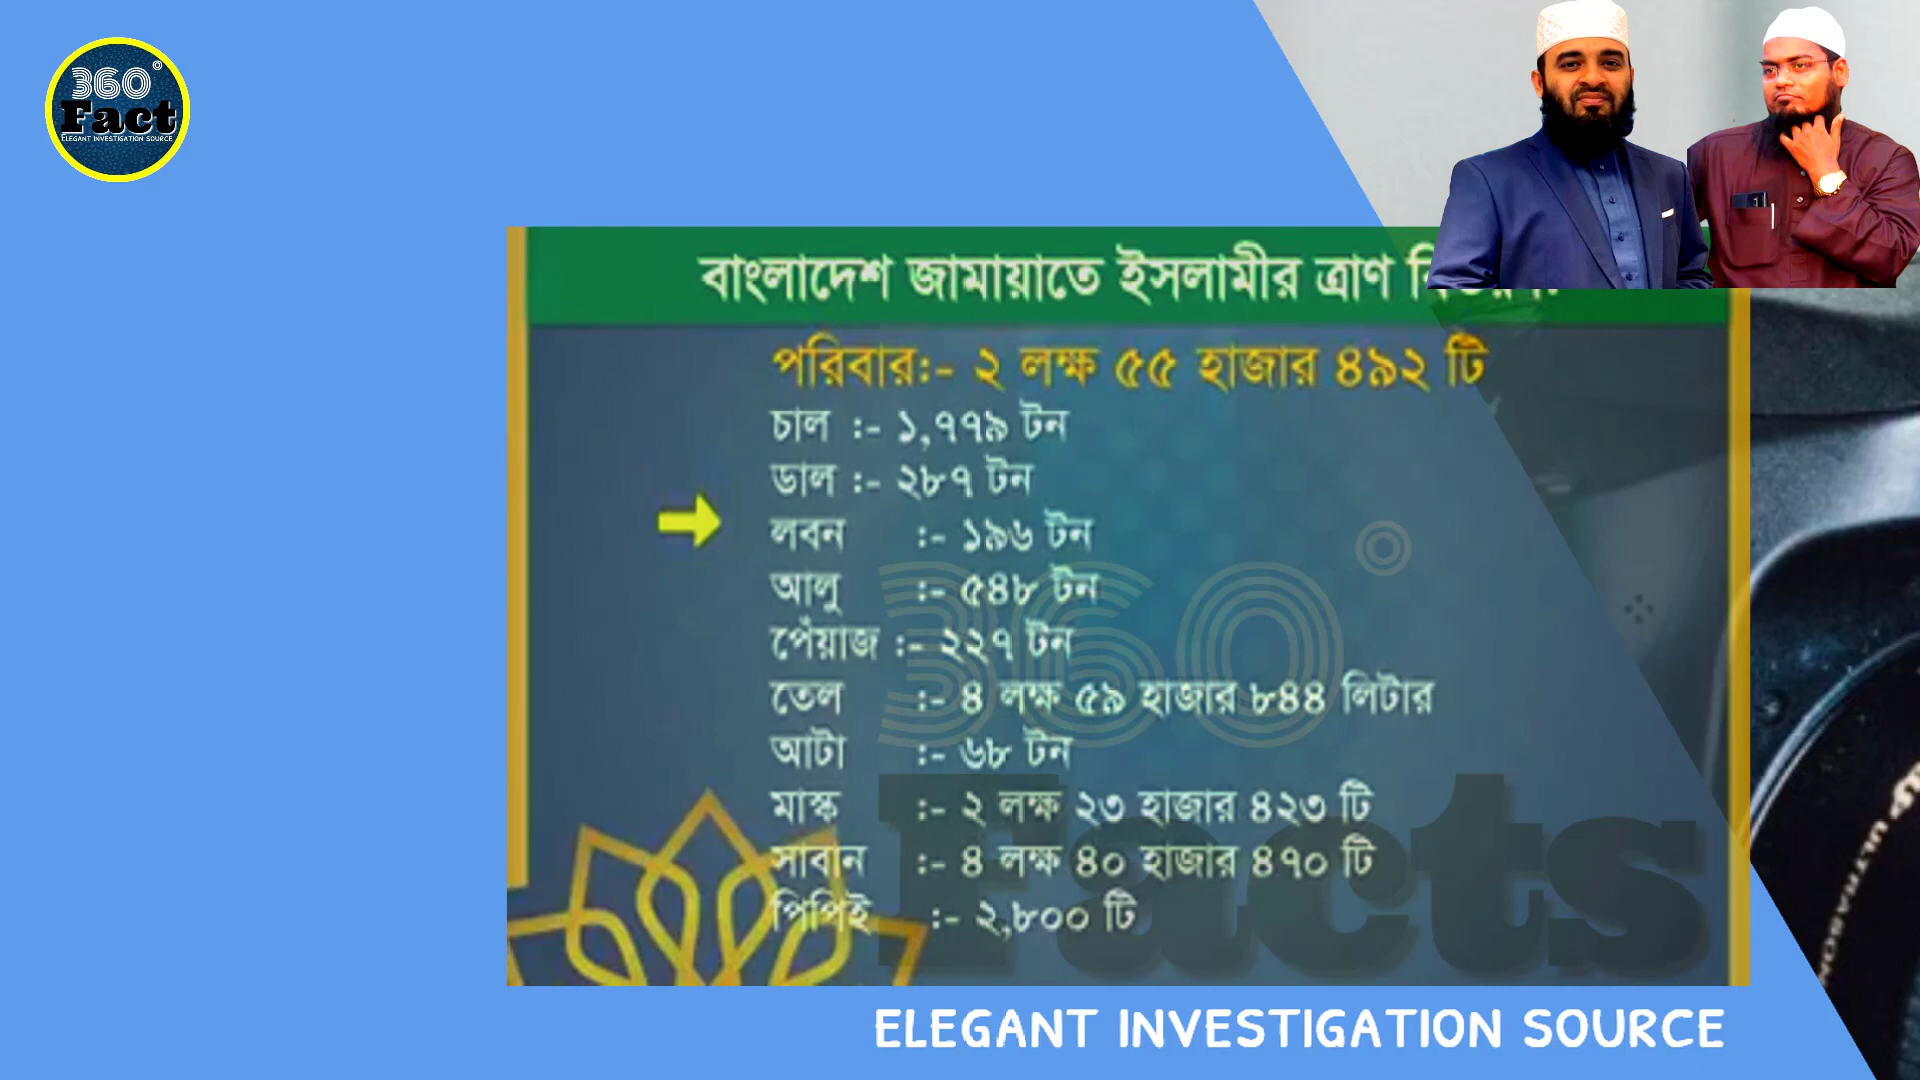 360°
Fact
ELEGANT INVESTIGATION SOURCE
বাংলাদেশ জামায়াতে ইসলামীর ত্রাণ
পরিবার:- ২ লক্ষ ৫৫ হাজার ৪৯২ টি
চাল :- ১,৭৭৯ টন
ডাল :- ২৮৭ টন
লবন :- ১৯৬ টন
আলু :- ৫৪৮ টন
পেঁয়াজ :- ২২৭ টন
তেল :- ৪ লক্ষ ৫৯ হাজার ৮৪৪ লিটার
আটা :- ৬৮ টন
মাস্ক :- ২ লক্ষ ২৩ হাজার ৪২৩ টি
সাবান :- ৪ লক্ষ ৪০ হাজার ৪৭০ টি
পিপিই :- ২,৮০০ টি
360°
Facts
ELEGANT INVESTIGATION SOURCE